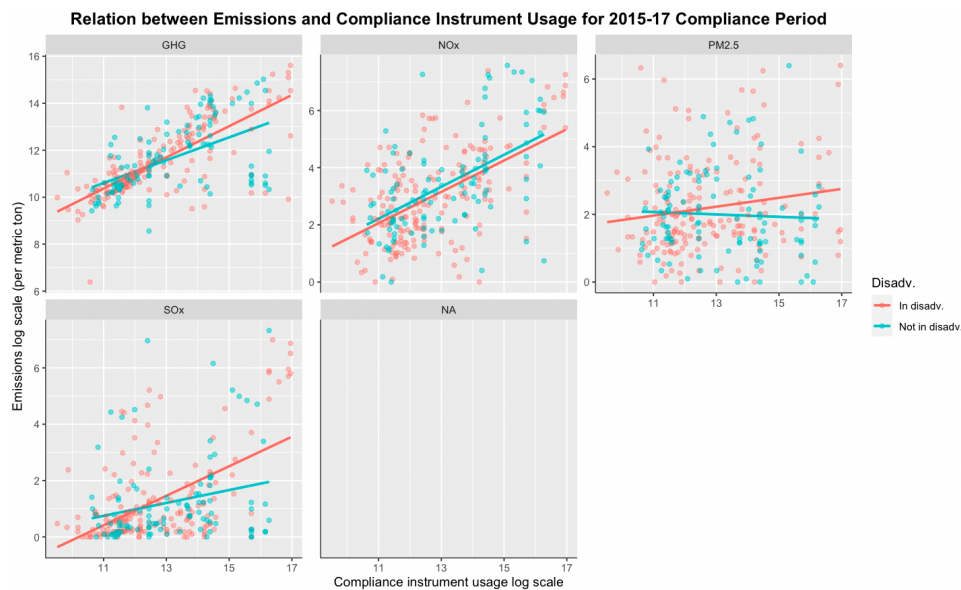 Relation between Emissions and Compliance Instrument Usage for 2015-17 Compliance Period
GHG
NOx
PM2.5
16
14
12
10
8
6
6
4
2
0
6
4
2
0
11
13
15
17
SOx
NA
6
4
2
0
11
13
15
17
11
13
15
17
Emissions log scale (per metric ton)
Compliance instrument usage log scale
Disadv.
In disadv.
Not in disadv.